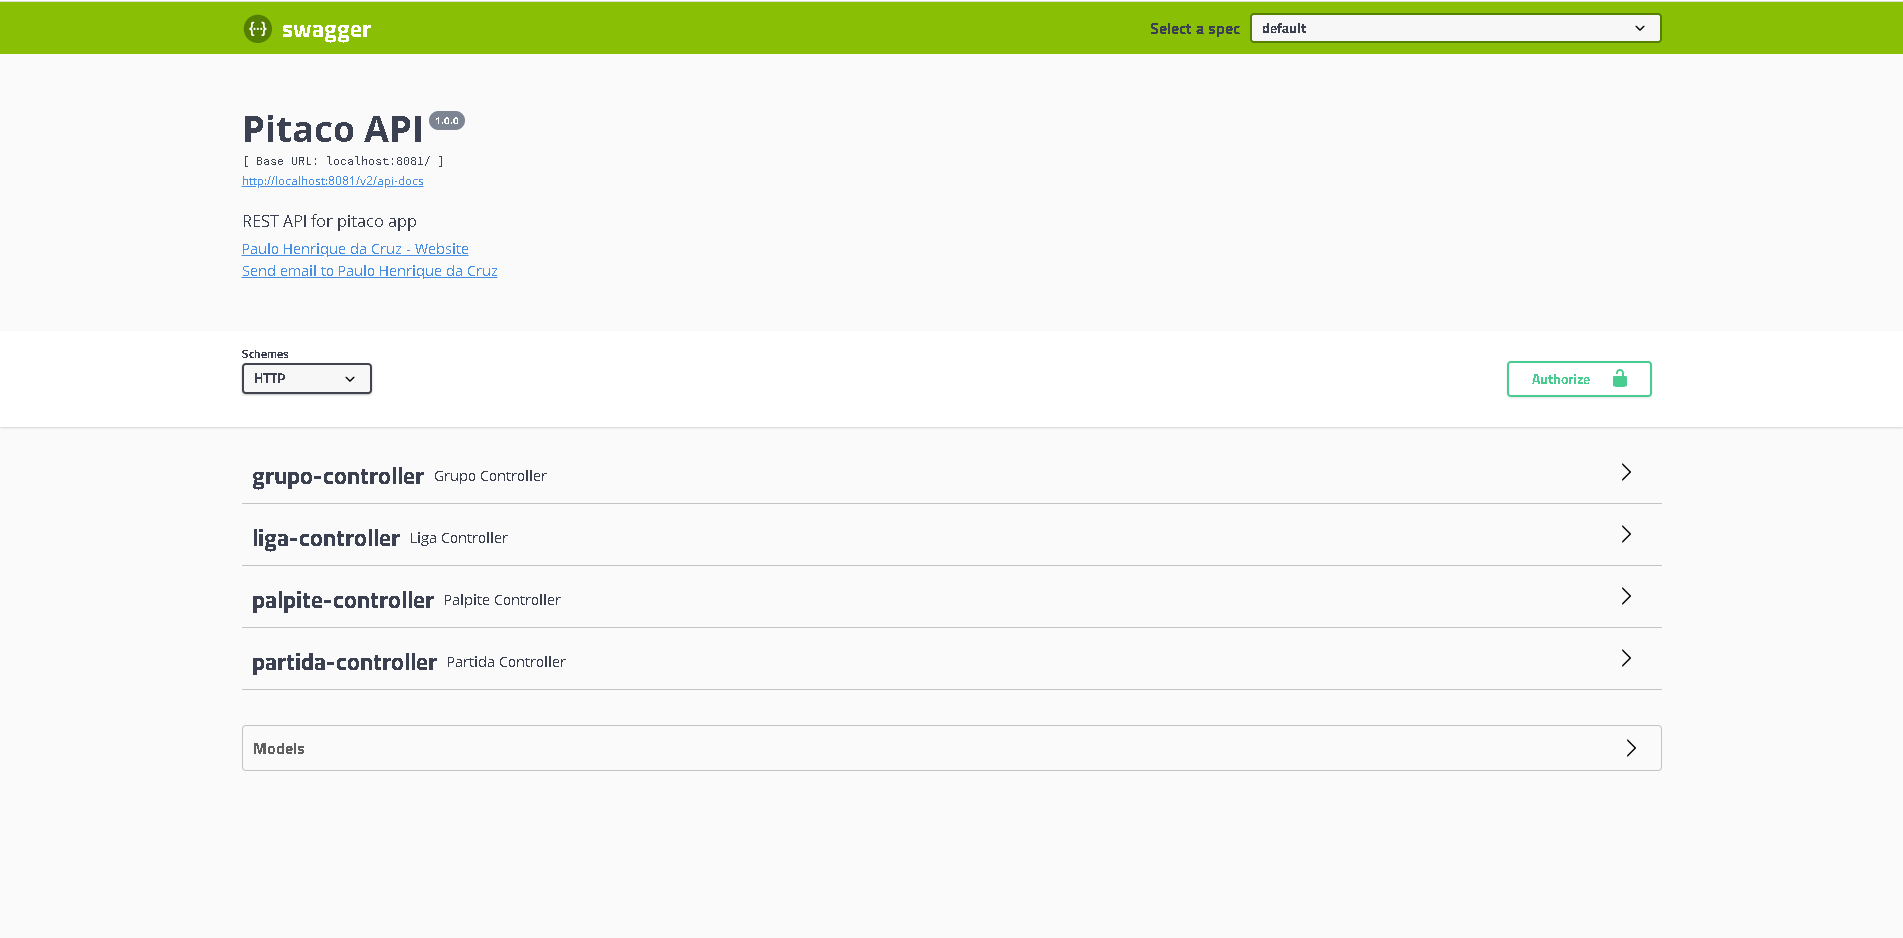 {··} swagger Select a spec default
Pitaco API 1.0.0
[ Base URL: localhost:8081/ ]
http://localhost:8081/v2/api-docs
REST API for pitaco app
Paulo Henrique da Cruz - Website
Send email to Paulo Henrique da Cruz
Schemes
HTTP
Authorize
grupo-controller Grupo Controller
liga-controller Liga Controller
palpite-controller Palpite Controller
partida-controller Partida Controller
Models